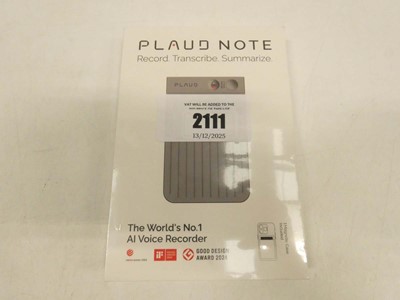 PLAUD NOTE
Record. Transcribe. Summarize.
PLAUD
VAT WILL BE ADDED TO THE
2111
13/12/2025
The World's No.1
AI Voice Recorder
GOOD DESIGN
AWARD 2024